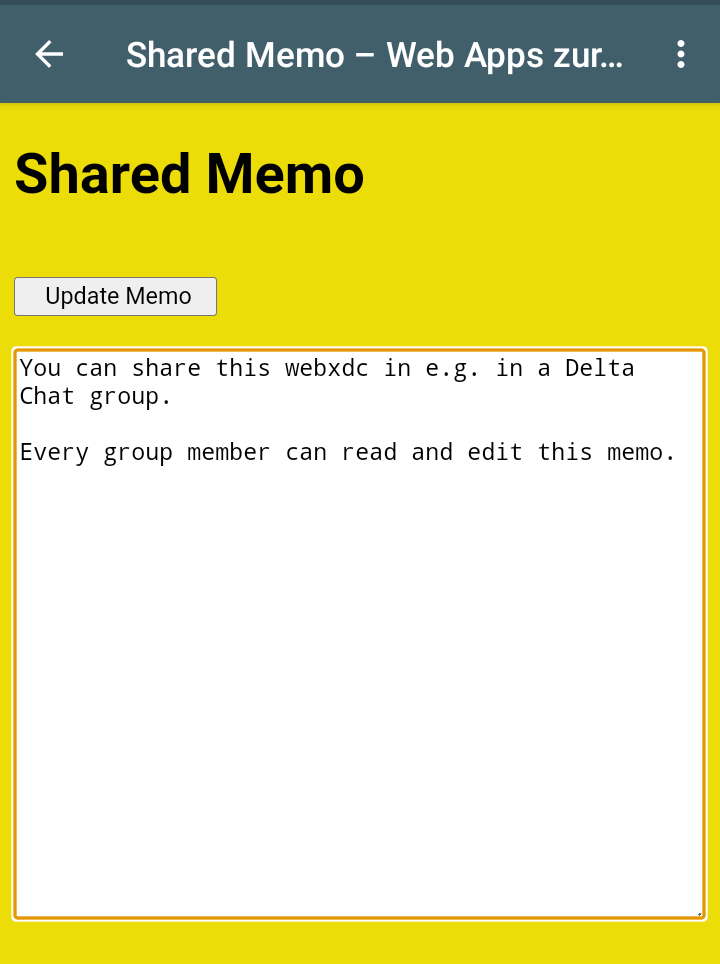 Shared Memo – Web Apps zur...
Shared Memo
Update Memo
You can share this webxdc in e.g. in a Delta
Chat group.
Every group member can read and edit this memo.